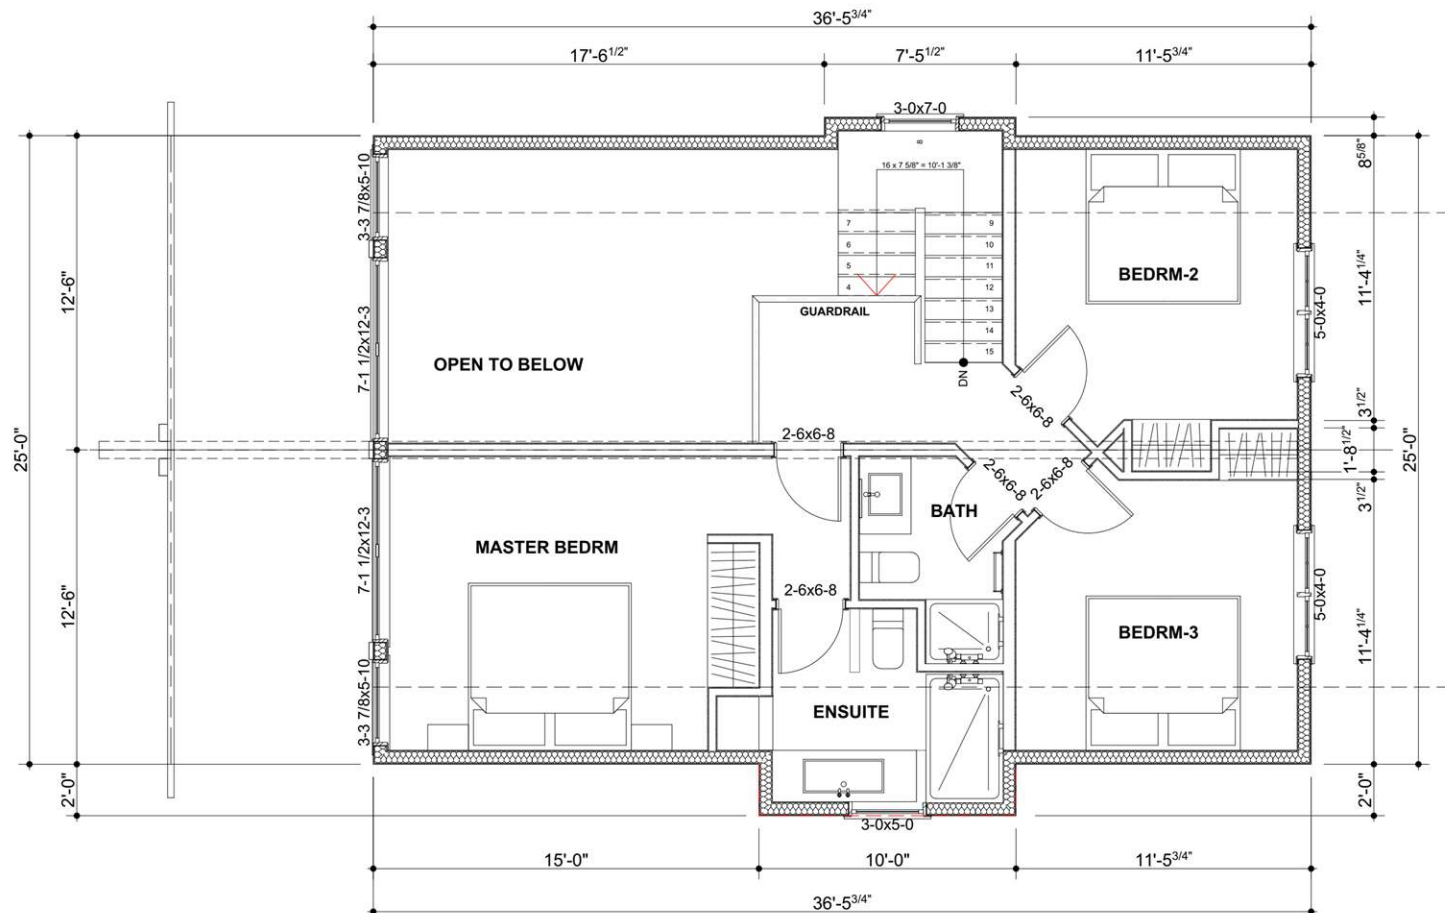 36'-5 3/4"
17'-6 1/2"
7'-5 1/2"
11'-5 3/4"
3-0x7-0
8 5/8"
16 x 7 5/8" = 10'-1 3/8"
8
3-3 7/8x5-10
7
6
5
4
9
10
11
12
13
14
15
GUARDRAIL
DN
BEDRM-2
11'-4 1/4"
5-0x4-0
12'-6"
7-1 1/2x12-3
OPEN TO BELOW
2-6x6-8
2-6x6-8
3 1/2"
25'-0"
1'-8 1/2"
25'-0"
2-6x6-8
2-6x6-8
3 1/2"
BATH
MASTER BEDRM
7-1 1/2x12-3
12'-6"
2-6x6-8
5-0x4-0
BEDRM-3
11'-4 1/4"
3-3 7/8x5-10
ENSUITE
2'-0"
2'-0"
3-0x5-0
15'-0"
10'-0"
11'-5 3/4"
36'-5 3/4"